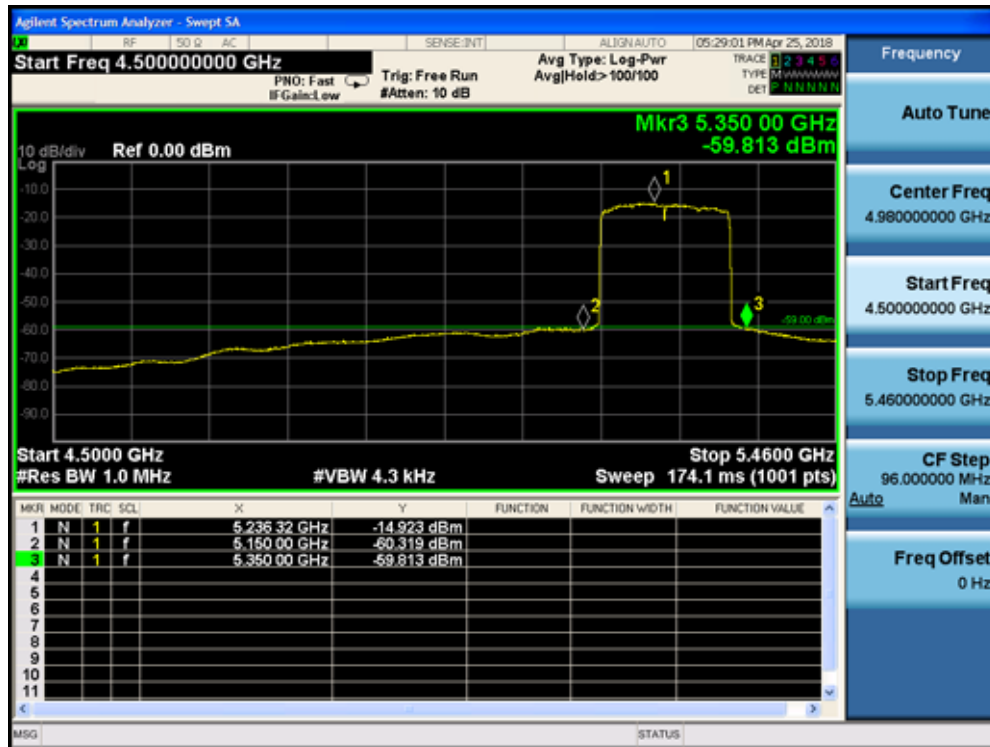 Agilent Spectrum Analyzer - Swept SA
RF 50 Ω AC SENSE:INT ALIGNAUTO 05:29:01 PM Apr 25, 2018
Start Freq 4.500000000 GHz
PNO: Fast
IFGain:Low
Trig: Free Run
#Atten: 10 dB
Avg Type: Log-Pwr
Avg|Hold:>100/100
TRACE 1 2 3 4 5 6
TYPE M
DET P N N N N N
Mkr3 5.350 00 GHz
-59.813 dBm
10 dB/div Ref 0.00 dBm
Log
-10.0
-20.0
-30.0
-40.0
-50.0
-60.0
-70.0
-80.0
-90.0
1
2
3
-59.00 dBm
Start 4.5000 GHz Stop 5.4600 GHz
#Res BW 1.0 MHz #VBW 4.3 kHz Sweep 174.1 ms (1001 pts)
MKR MODE TRC SCL X Y FUNCTION FUNCTION WIDTH FUNCTION VALUE
1 N 1 f 5.236 32 GHz -14.923 dBm
2 N 1 f 5.150 00 GHz -60.319 dBm
3 N 1 f 5.350 00 GHz -59.813 dBm
4
5
6
7
8
9
10
11
MSG STATUS
Frequency
Auto Tune
Center Freq
4.980000000 GHz
Start Freq
4.500000000 GHz
Stop Freq
5.460000000 GHz
CF Step
96.000000 MHz
Auto Man
Freq Offset
0 Hz